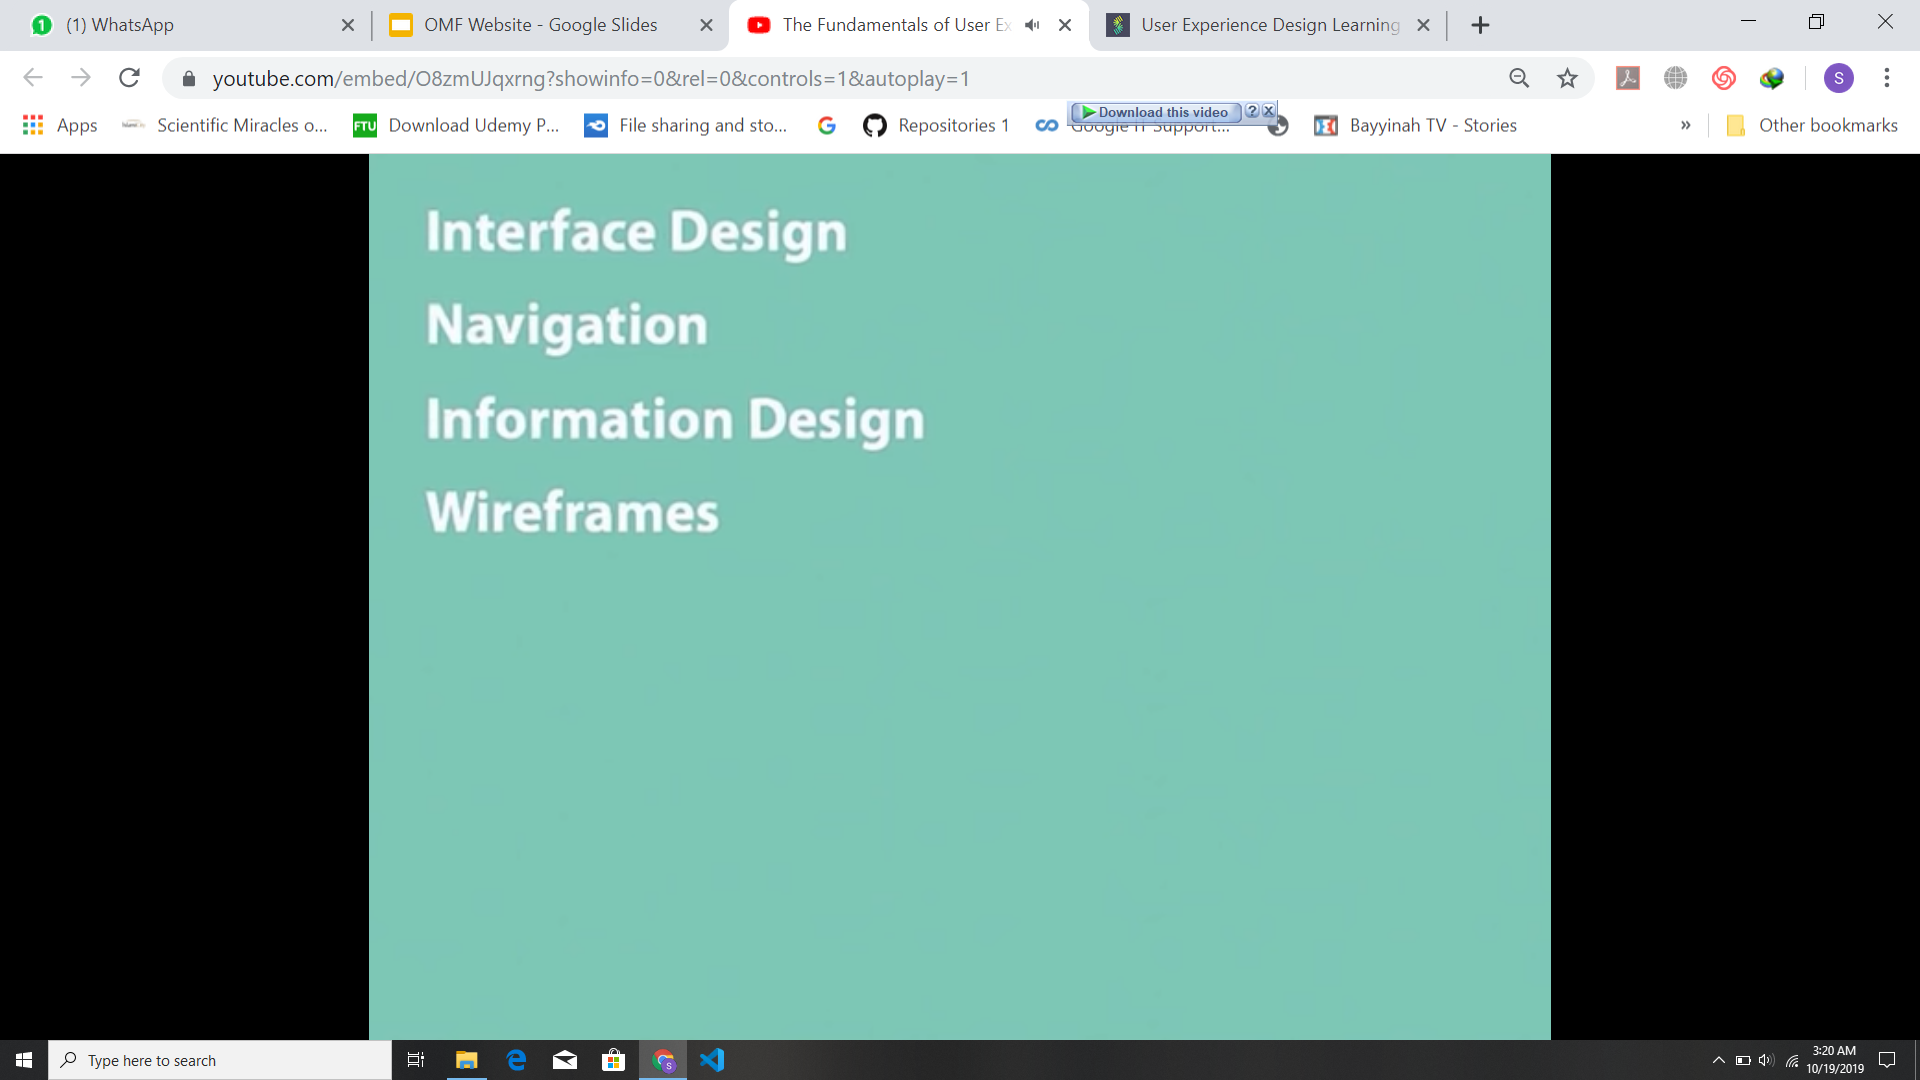 1
(1) WhatsApp
OMF Website - Google Slides
The Fundamentals of User Ex
User Experience Design Learning
youtube.com/embed/O8zmUJqxrng?showinfo=0&rel=0&controls=1&autoplay=1
S
Download this video
?
Apps
Scientific Miracles o...
FTU
Download Udemy P...
File sharing and sto...
Repositories 1
Google IT Support...
Bayyinah TV - Stories
»
Other bookmarks
Interface Design
Navigation
Information Design
Wireframes
Type here to search
S
3:20 AM
10/19/2019